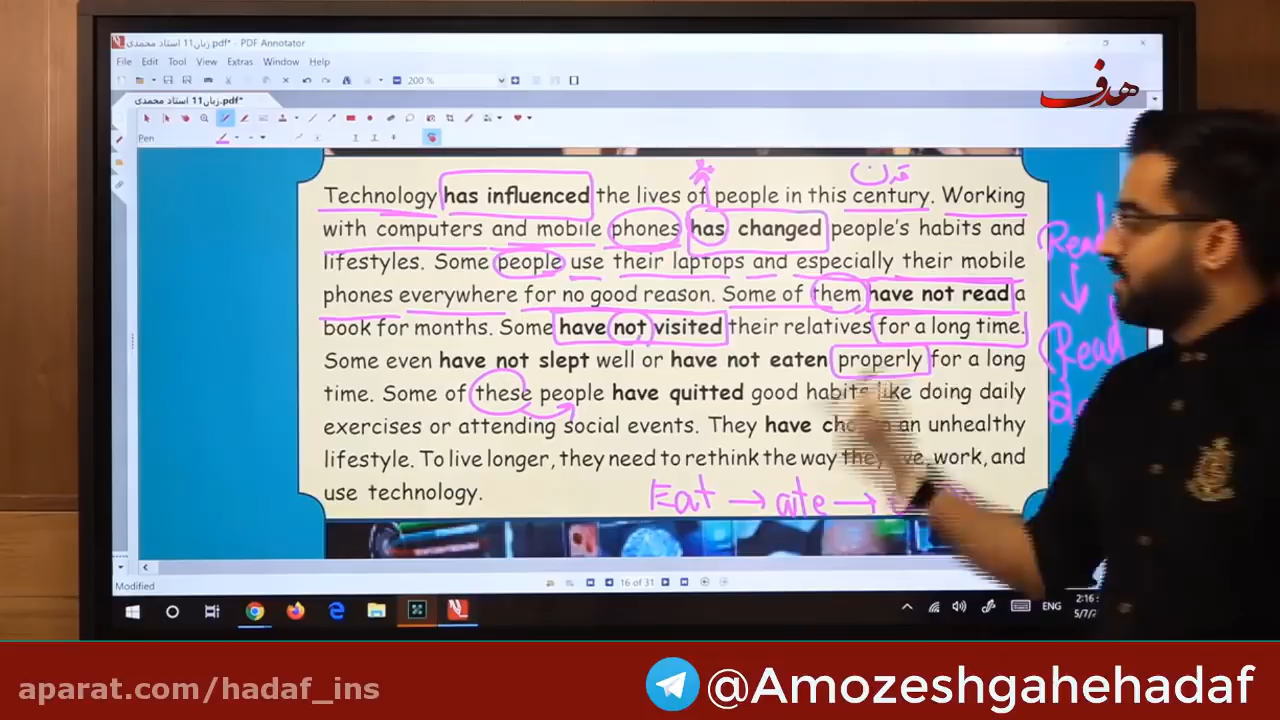 زبان11 استاد محمدی.pdf* - PDF Annotator
File Edit Tool View Extras Window Help
200 %
زبان11 استاد محمدی.pdf*
Pen
هدف
قرن
Technology has influenced the lives of people in this century. Working
with computers and mobile phones has changed people's habits and
lifestyles. Some people use their laptops and especially their mobile
phones everywhere for no good reason. Some of them have not read a
book for months. Some have not visited their relatives for a long time.
Some even have not slept well or have not eaten properly for a long
time. Some of these people have quitted good habits like doing daily
exercises or attending social events. They have an unhealthy
lifestyle. To live longer, they need to rethink the way work, and
use technology.
Read
Read
Eat → ate →
Modified
16 of 31
ENG
2:16
5/7/2
aparat.com/hadaf_ins
@Amozeshgahehadaf